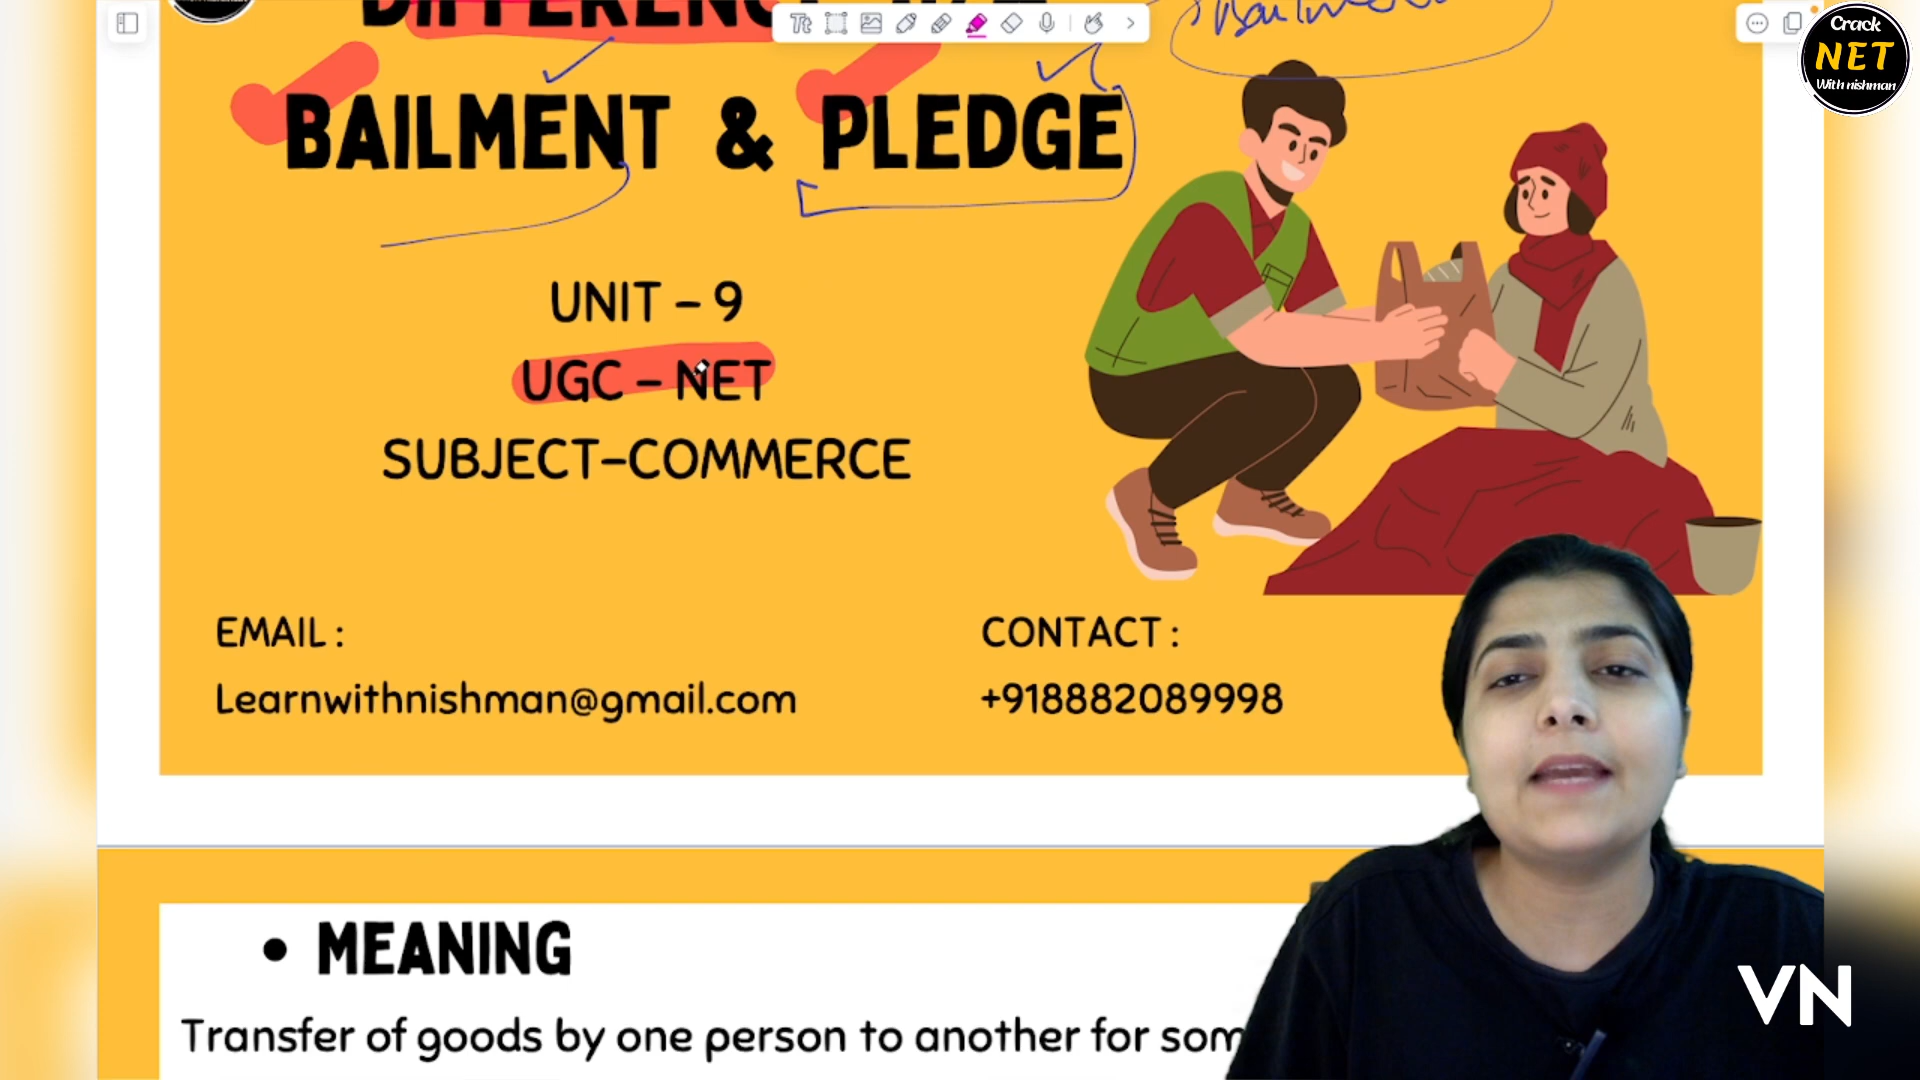 BAILMENT & PLEDGE
UNIT – 9
UGC – NET
SUBJECT–COMMERCE
EMAIL :
Learnwithnishman@gmail.com
CONTACT :
+918882089998
• MEANING
Transfer of goods by one person to another for som
Crack
NET
With nishman
VN